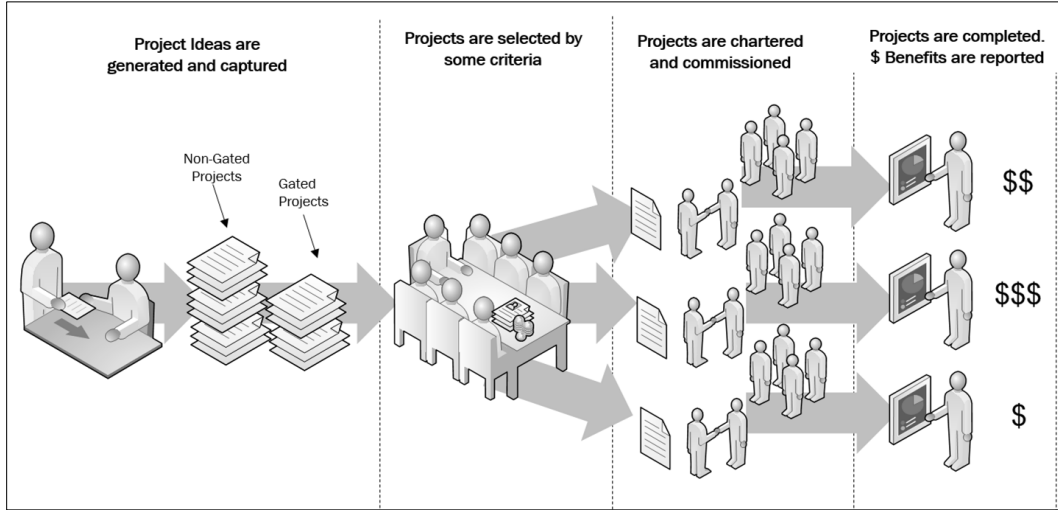 Project Ideas are
generated and captured
Projects are selected by
some criteria
Projects are chartered
and commissioned
Projects are completed.
$ Benefits are reported
Non-Gated
Projects
Gated
Projects
$$
$$$
$